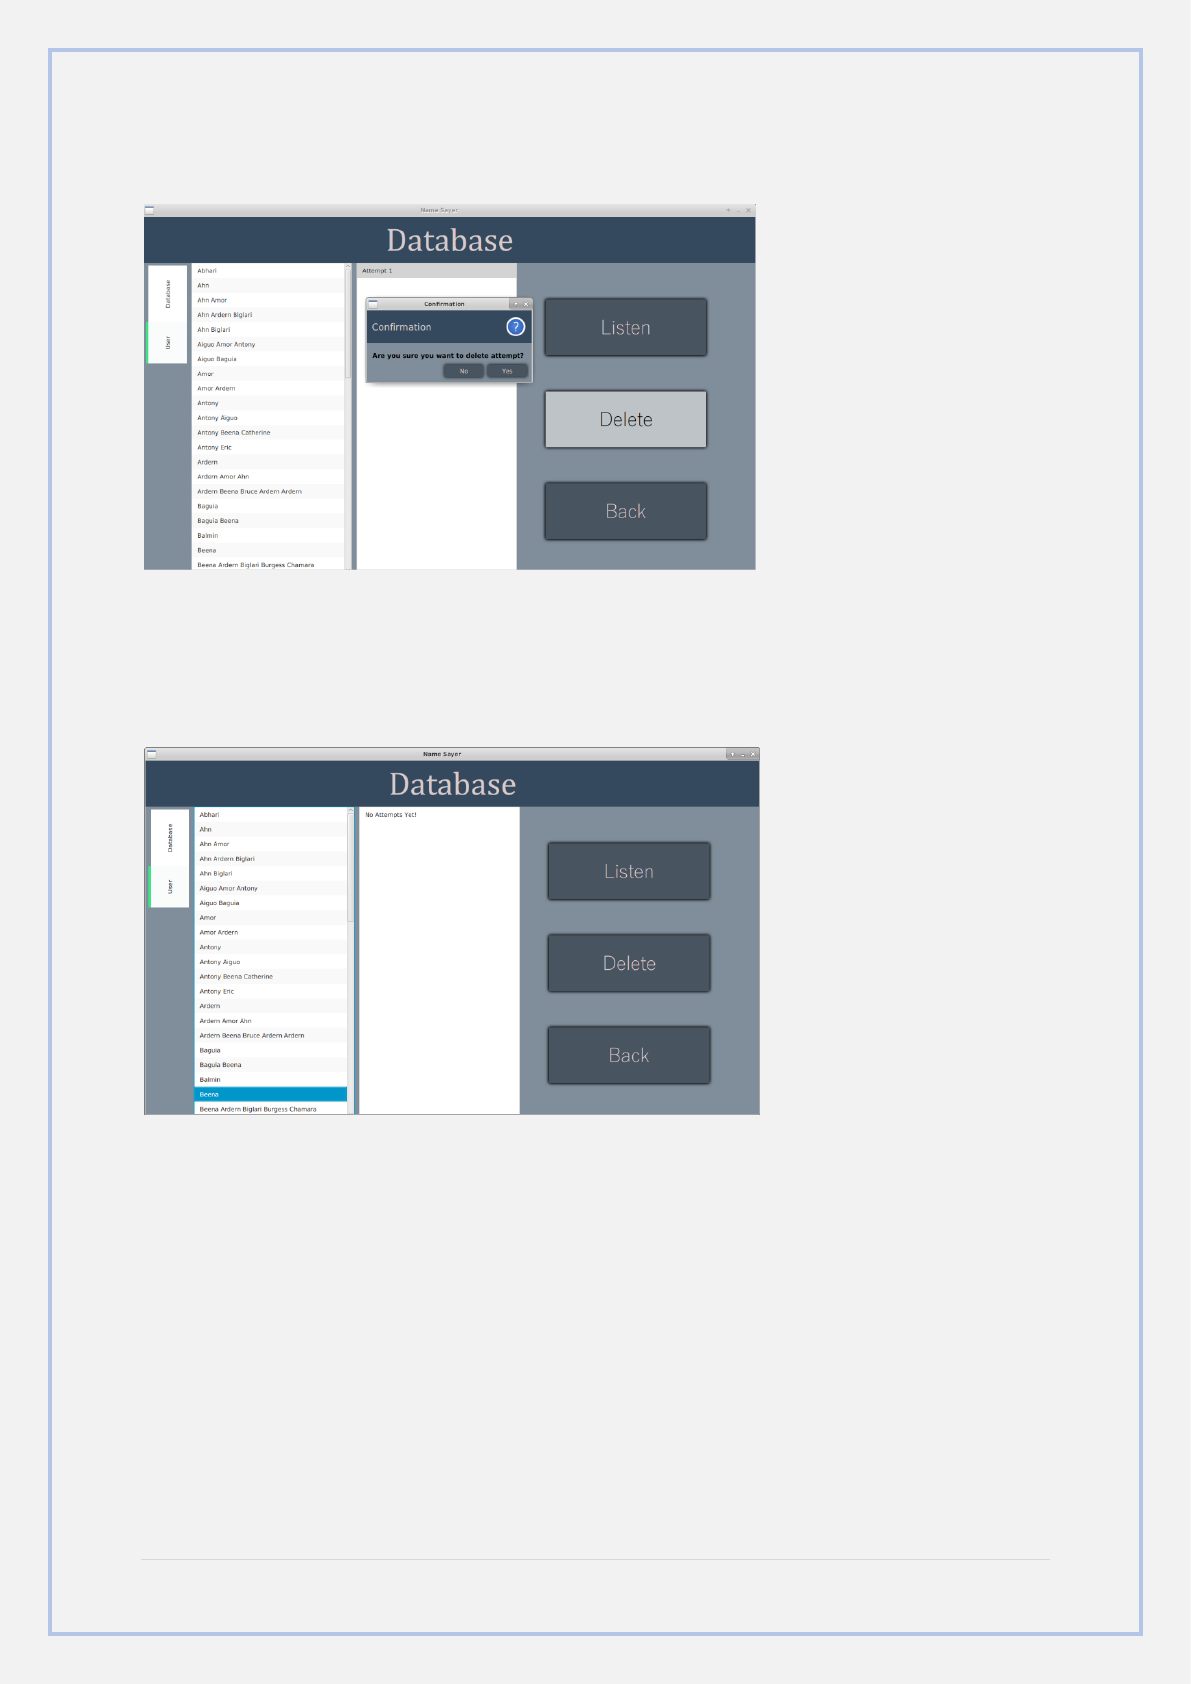 Name Sayer
Database
Database
User
Abhari
Ahn
Ahn Amor
Ahn Ardern Biglari
Ahn Biglari
Aiguo Amor Antony
Aiguo Baguia
Amor
Amor Ardern
Antony
Antony Aiguo
Antony Beena Catherine
Antony Eric
Ardern
Ardern Amor Ahn
Ardern Beena Bruce Ardern Ardern
Baguia
Baguia Beena
Balmin
Beena
Beena Ardern Biglari Burgess Chamara
Attempt 1
Confirmation
Confirmation
?
Are you sure you want to delete attempt?
No Yes
Listen
Delete
Back
Name Sayer
Database
Database
User
Abhari
Ahn
Ahn Amor
Ahn Ardern Biglari
Ahn Biglari
Aiguo Amor Antony
Aiguo Baguia
Amor
Amor Ardern
Antony
Antony Aiguo
Antony Beena Catherine
Antony Eric
Ardern
Ardern Amor Ahn
Ardern Beena Bruce Ardern Ardern
Baguia
Baguia Beena
Balmin
Beena
Beena Ardern Biglari Burgess Chamara
No Attempts Yet!
Listen
Delete
Back